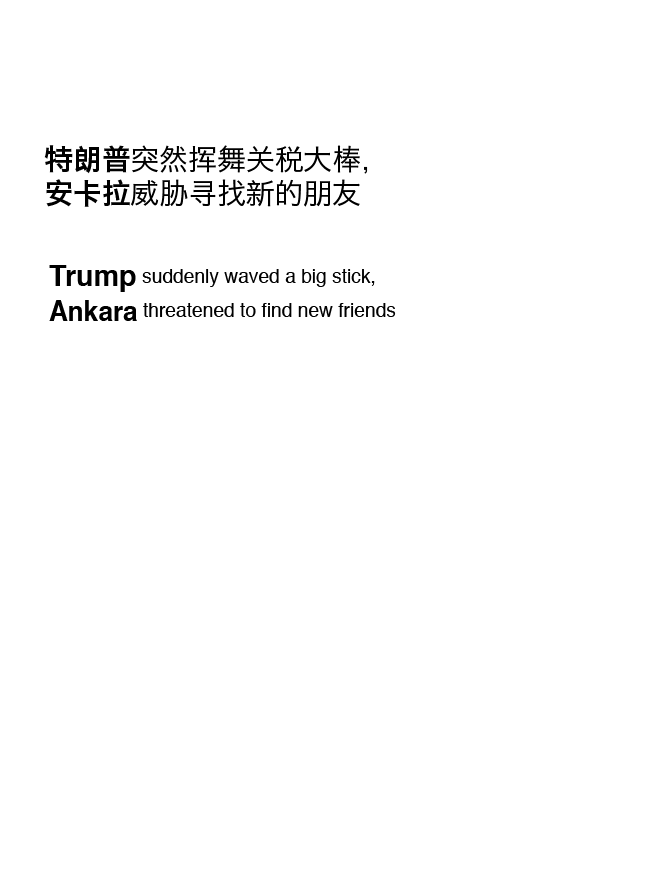 特朗普突然挥舞关税大棒,
安卡拉威胁寻找新的朋友
Trump suddenly waved a big stick,
Ankara threatened to find new friends